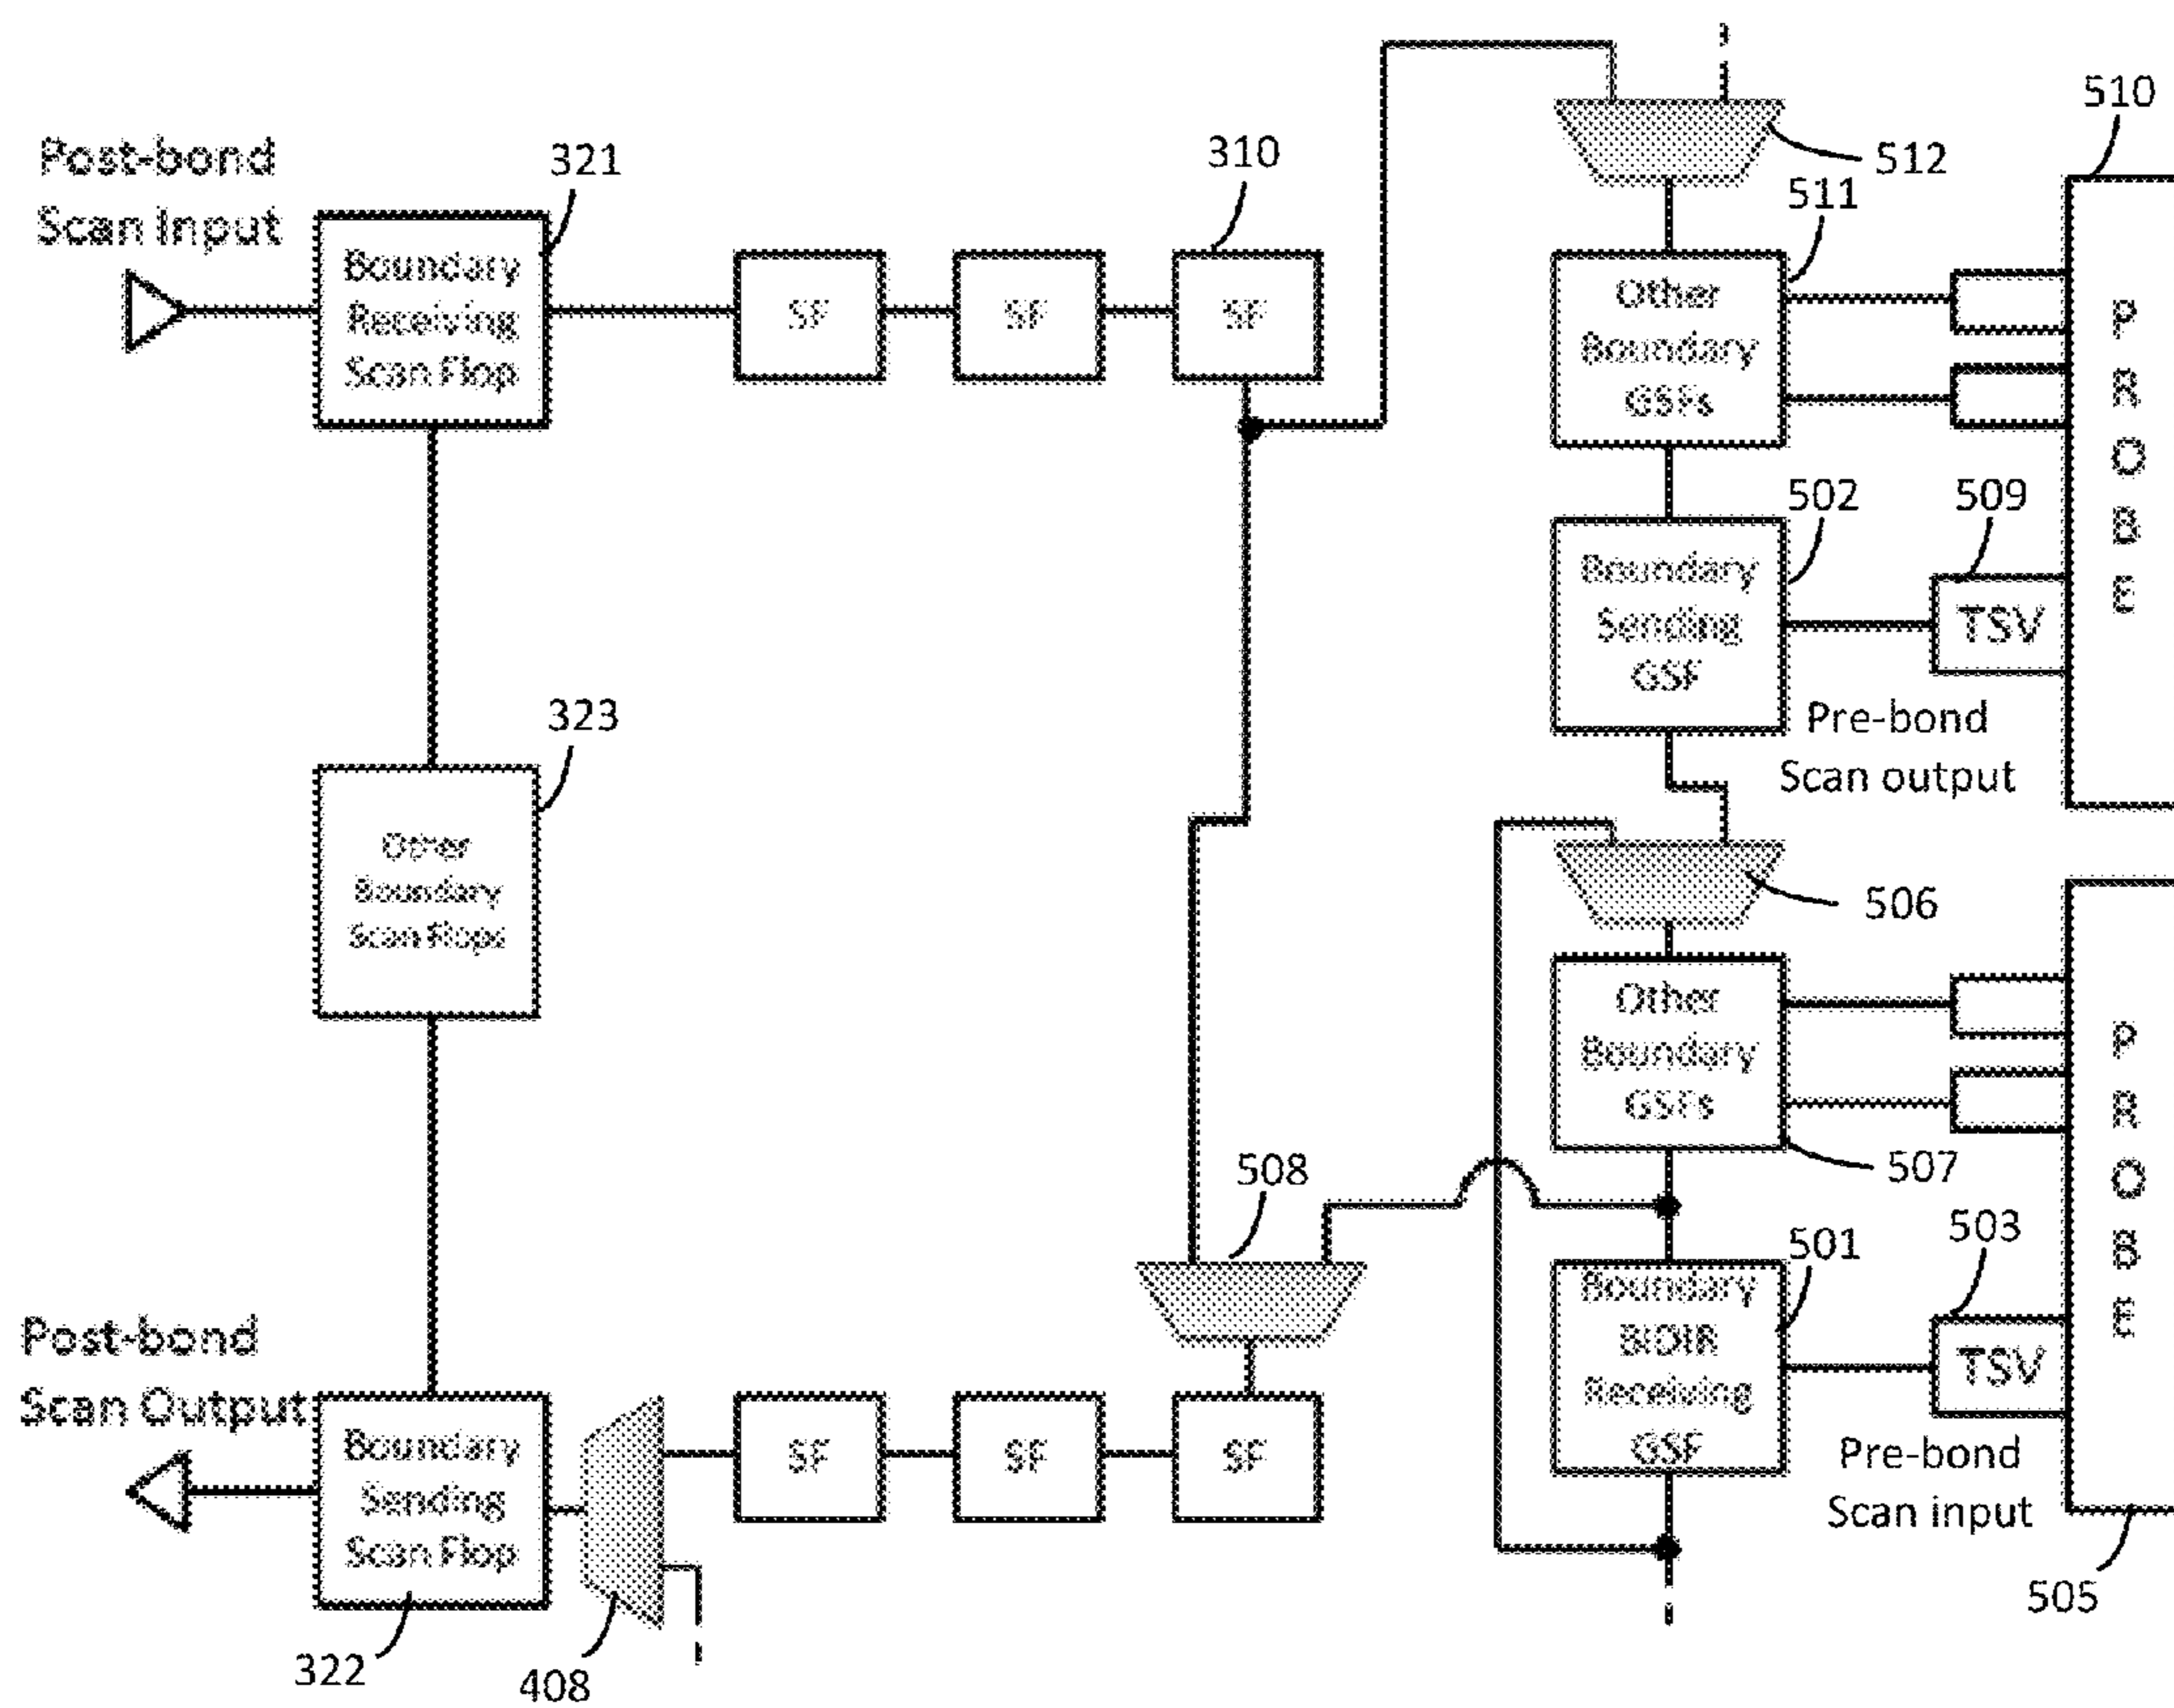 Post-bond
Scan Input
321
Boundary
Receiving
Scan Flop
SF
SF
310
SF
512
511
Other
Boundary
GSFs
510
P
R
O
B
E
502
Boundary
Sending
GSF
509
TSV
Pre-bond
Scan output
323
Other
Boundary
Scan Flops
506
Other
Boundary
GSFs
507
P
R
O
B
E
508
501
Boundary
BIDIR
Receiving
GSF
503
TSV
Pre-bond
Scan input
505
Post-bond
Scan Output
Boundary
Sending
Scan Flop
322
408
SF
SF
SF